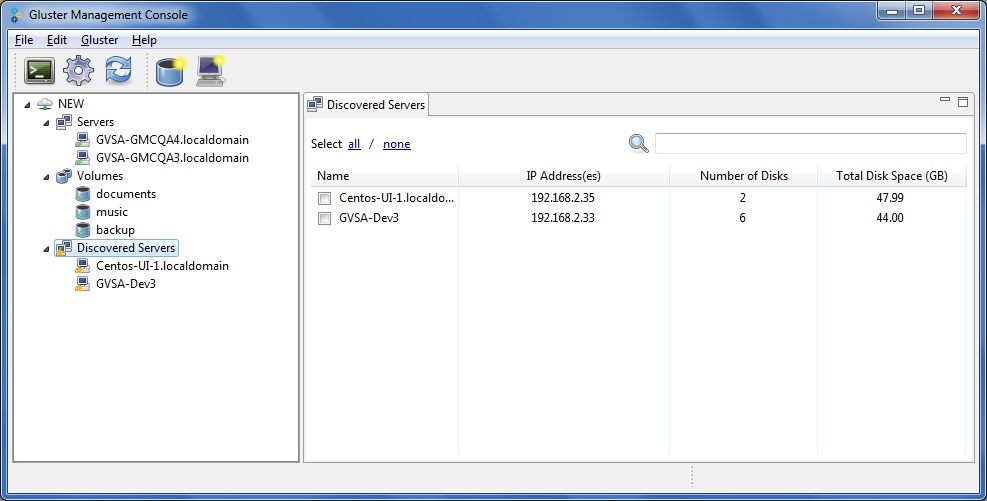 Gluster Management Console
File Edit Gluster Help
NEW
Servers
GVSA-GMCQA4.localdomain
GVSA-GMCQA3.localdomain
Volumes
documents
music
backup
Discovered Servers
Centos-UI-1.localdomain
GVSA-Dev3
Discovered Servers
Select all / none
Name IP Address(es) Number of Disks Total Disk Space (GB)
Centos-UI-1.localdo... 192.168.2.35 2 47.99
GVSA-Dev3 192.168.2.33 6 44.00